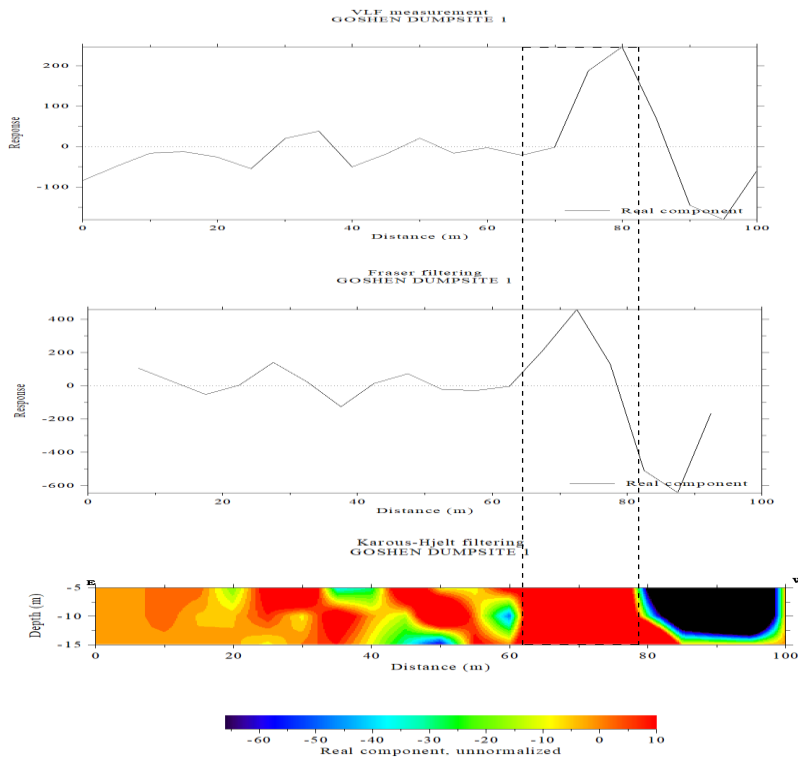 VLF measurement
GOSHEN DUMPSITE 1
Response
200
100
0
-100
Real component
0 20 40 60 80 100
Distance (m)
Fraser filtering
GOSHEN DUMPSITE 1
Response
400
200
0
-200
-400
-600
Real component
0 20 40 60 80 100
Distance (m)
Karous-Hjelt filtering
GOSHEN DUMPSITE 1
E
Depth (m)
-5
-10
-15
0 20 40 60 80 100
Distance (m)
-60 -50 -40 -30 -20 -10 0 10
Real component, unnormalized